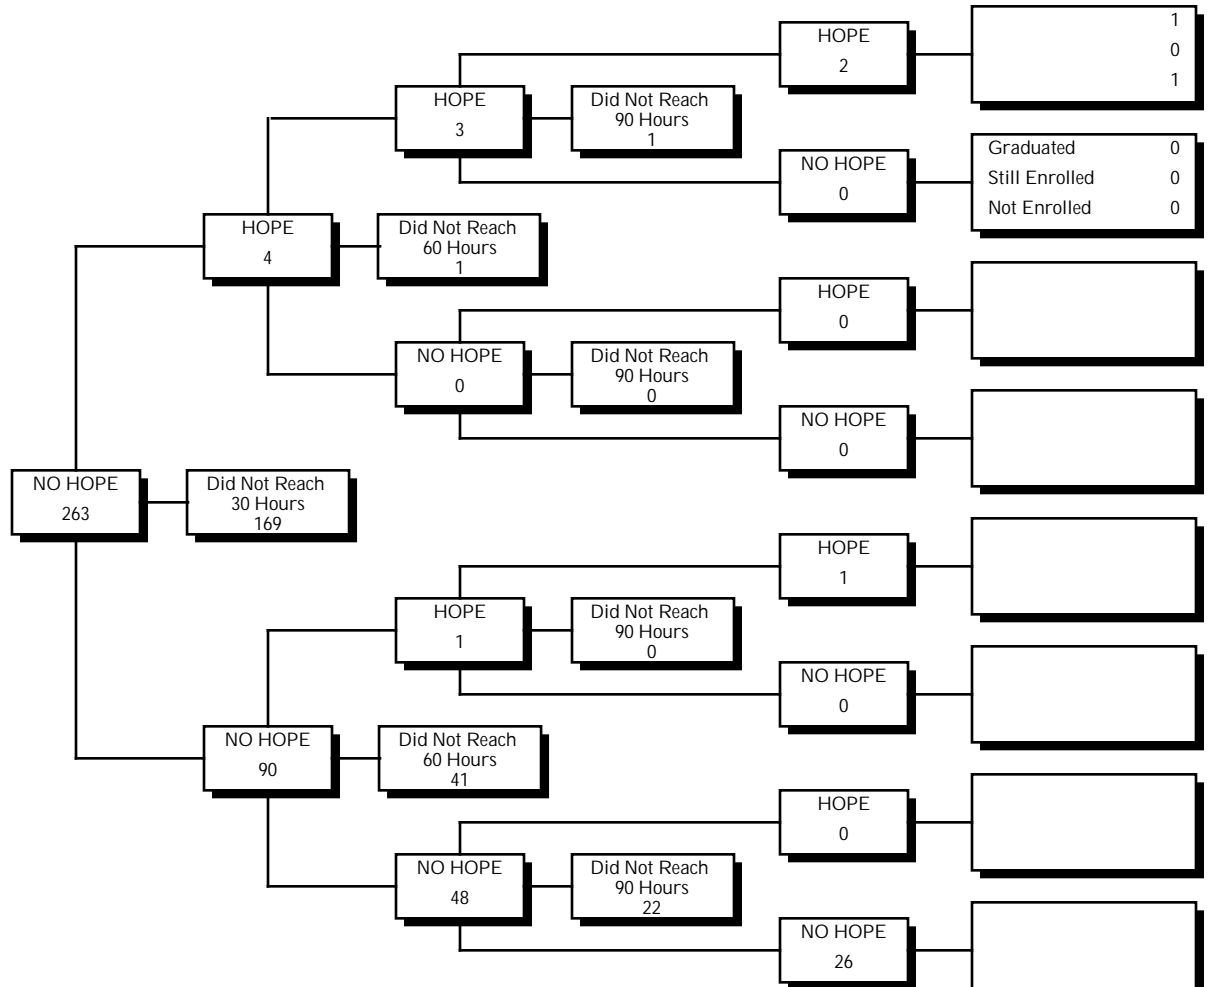 HOPE
2
1
0
1
HOPE
3
Did Not Reach
90 Hours
1
NO HOPE
0
Graduated 0
Still Enrolled 0
Not Enrolled 0
HOPE
4
Did Not Reach
60 Hours
1
HOPE
0
NO HOPE
0
Did Not Reach
90 Hours
0
NO HOPE
0
NO HOPE
263
Did Not Reach
30 Hours
169
HOPE
1
HOPE
1
Did Not Reach
90 Hours
0
NO HOPE
0
NO HOPE
90
Did Not Reach
60 Hours
41
HOPE
0
NO HOPE
48
Did Not Reach
90 Hours
22
NO HOPE
26